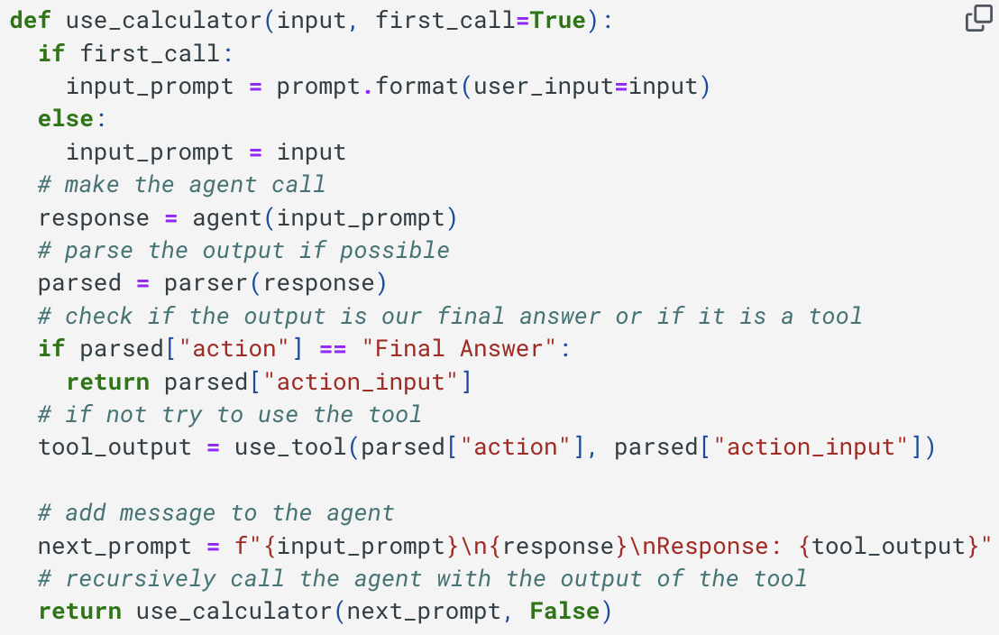 def use_calculator(input, first_call=True):
  if first_call:
    input_prompt = prompt.format(user_input=input)
  else:
    input_prompt = input
  # make the agent call
  response = agent(input_prompt)
  # parse the output if possible
  parsed = parser(response)
  # check if the output is our final answer or if it is a tool
  if parsed["action"] == "Final Answer":
    return parsed["action_input"]
  # if not try to use the tool
  tool_output = use_tool(parsed["action"], parsed["action_input"])

  # add message to the agent
  next_prompt = f"{input_prompt}\n{response}\nResponse: {tool_output}"
  # recursively call the agent with the output of the tool
  return use_calculator(next_prompt, False)